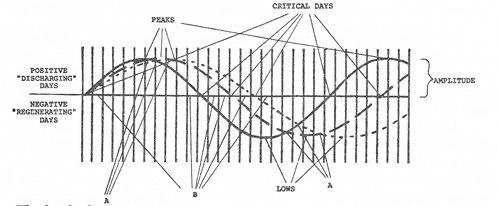 CRITICAL DAYS
PEAKS
POSITIVE
"DISCHARGING"
DAYS
AMPLITUDE
NEGATIVE
"REGENERATING"
DAYS
LOWS
A
A
B